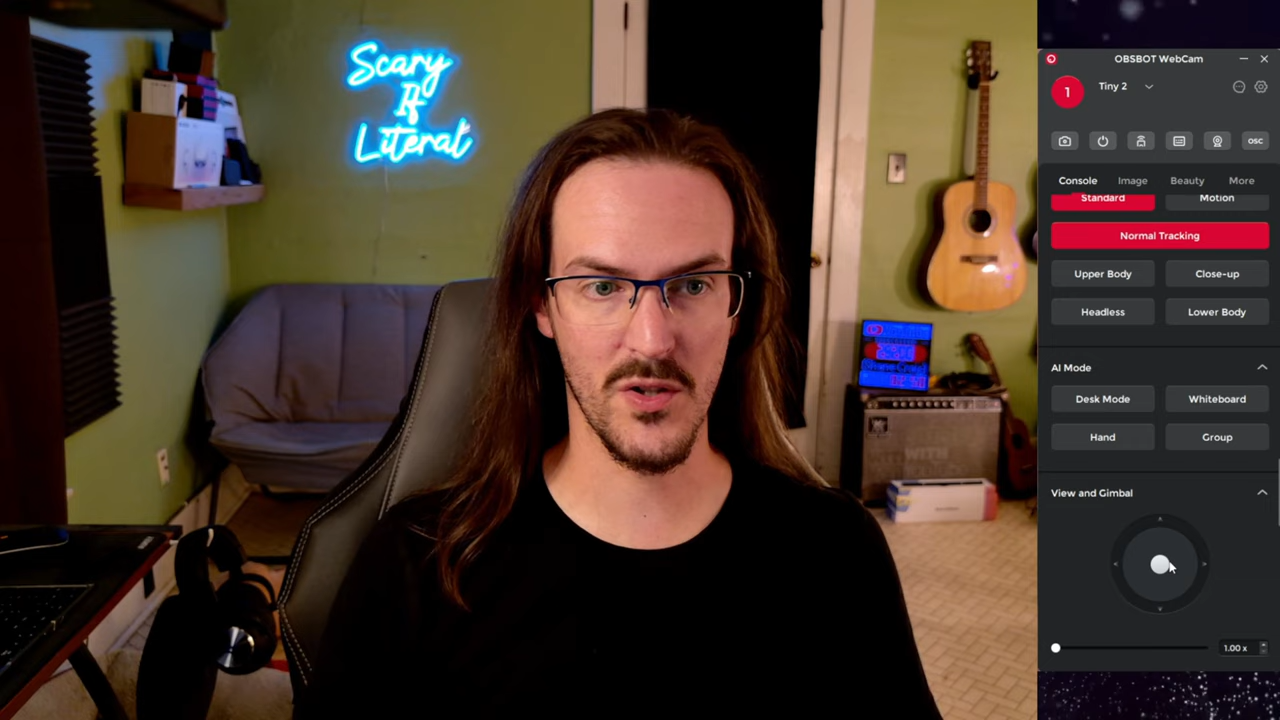 Scary
If
Literal
OBSBOT WebCam
1
Tiny 2
OSC
Console Image Beauty More
Standard Motion
Normal Tracking
Upper Body Close-up
Headless Lower Body
AI Mode
Desk Mode Whiteboard
Hand Group
View and Gimbal
1.00 x